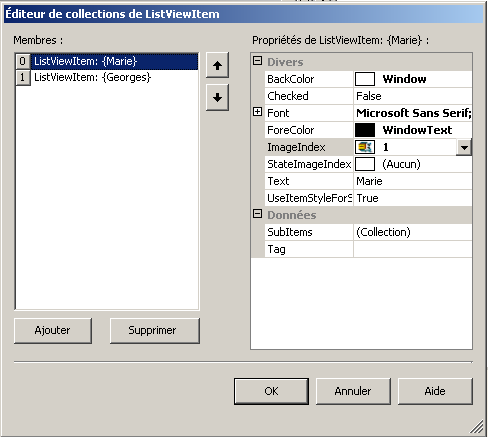 Éditeur de collections de ListViewItem
Membres :
0 ListViewItem: {Marie}
1 ListViewItem: {Georges}
Ajouter Supprimer
Propriétés de ListViewItem: {Marie} :
Divers
BackColor Window
Checked False
Font Microsoft Sans Serif;
ForeColor WindowText
ImageIndex 1
StateImageIndex (Aucun)
Text Marie
UseItemStyleForS True
Données
SubItems (Collection)
Tag
OK Annuler Aide